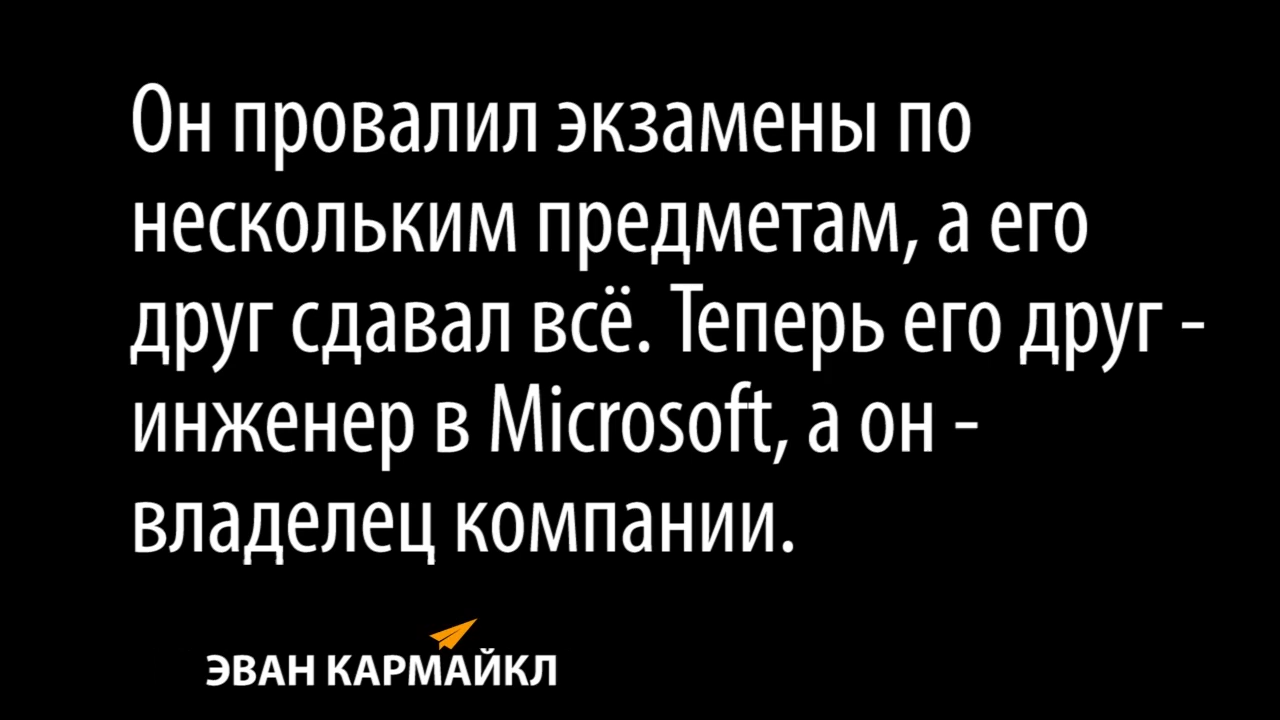 Он провалил экзамены по
нескольким предметам, а его
друг сдавал всё. Теперь его друг -
инженер в Microsoft, а он -
владелец компании.
ЭВАН КАРМАЙКЛ